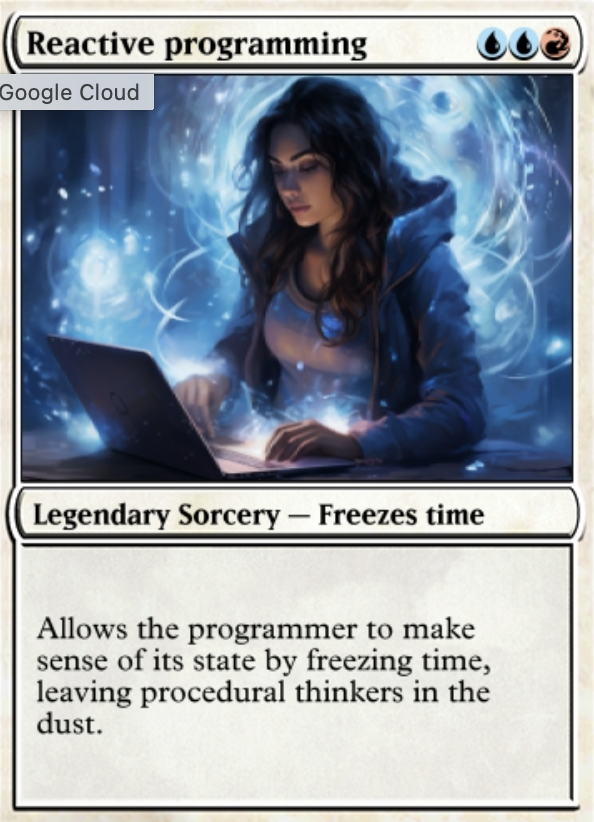 Reactive programming
Google Cloud
Legendary Sorcery — Freezes time
Allows the programmer to make
sense of its state by freezing time,
leaving procedural thinkers in the
dust.